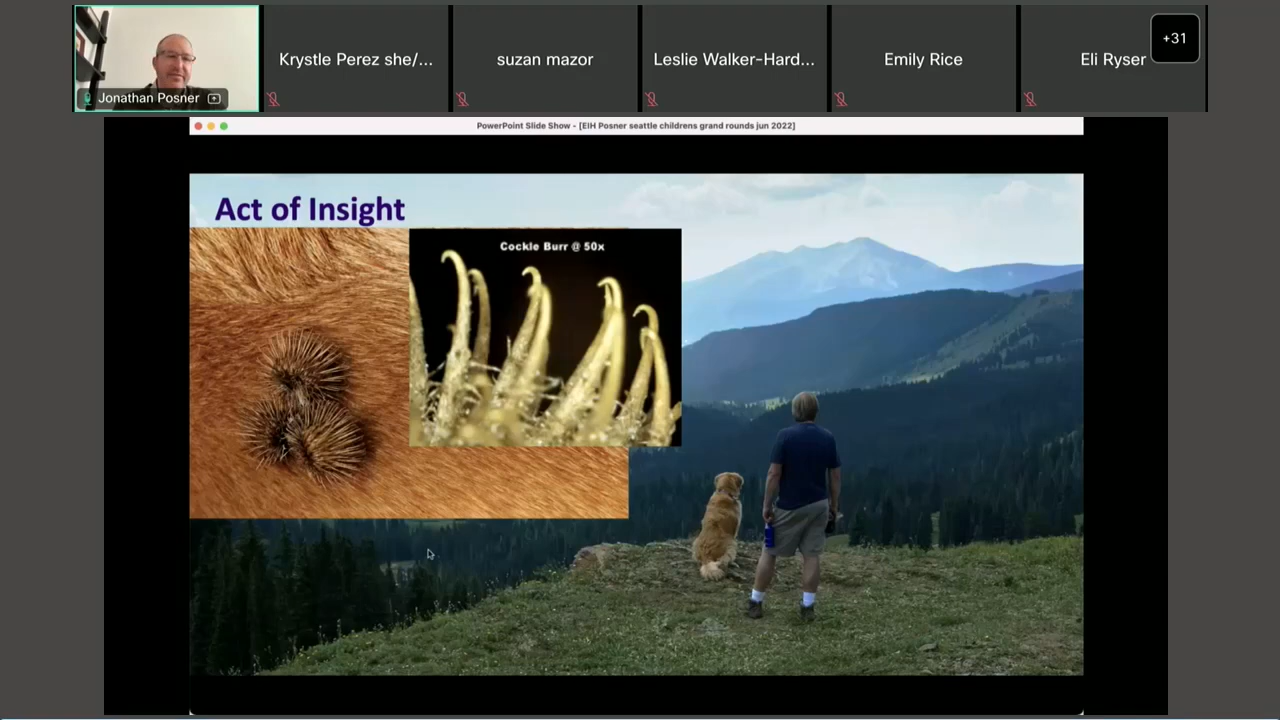 Jonathan Posner
Krystle Perez she/...
suzan mazor
Leslie Walker-Hard...
Emily Rice
Eli Ryser
+31
PowerPoint Slide Show - [EIH Posner seattle childrens grand rounds jun 2022]
Act of Insight
Cockle Burr @ 50x